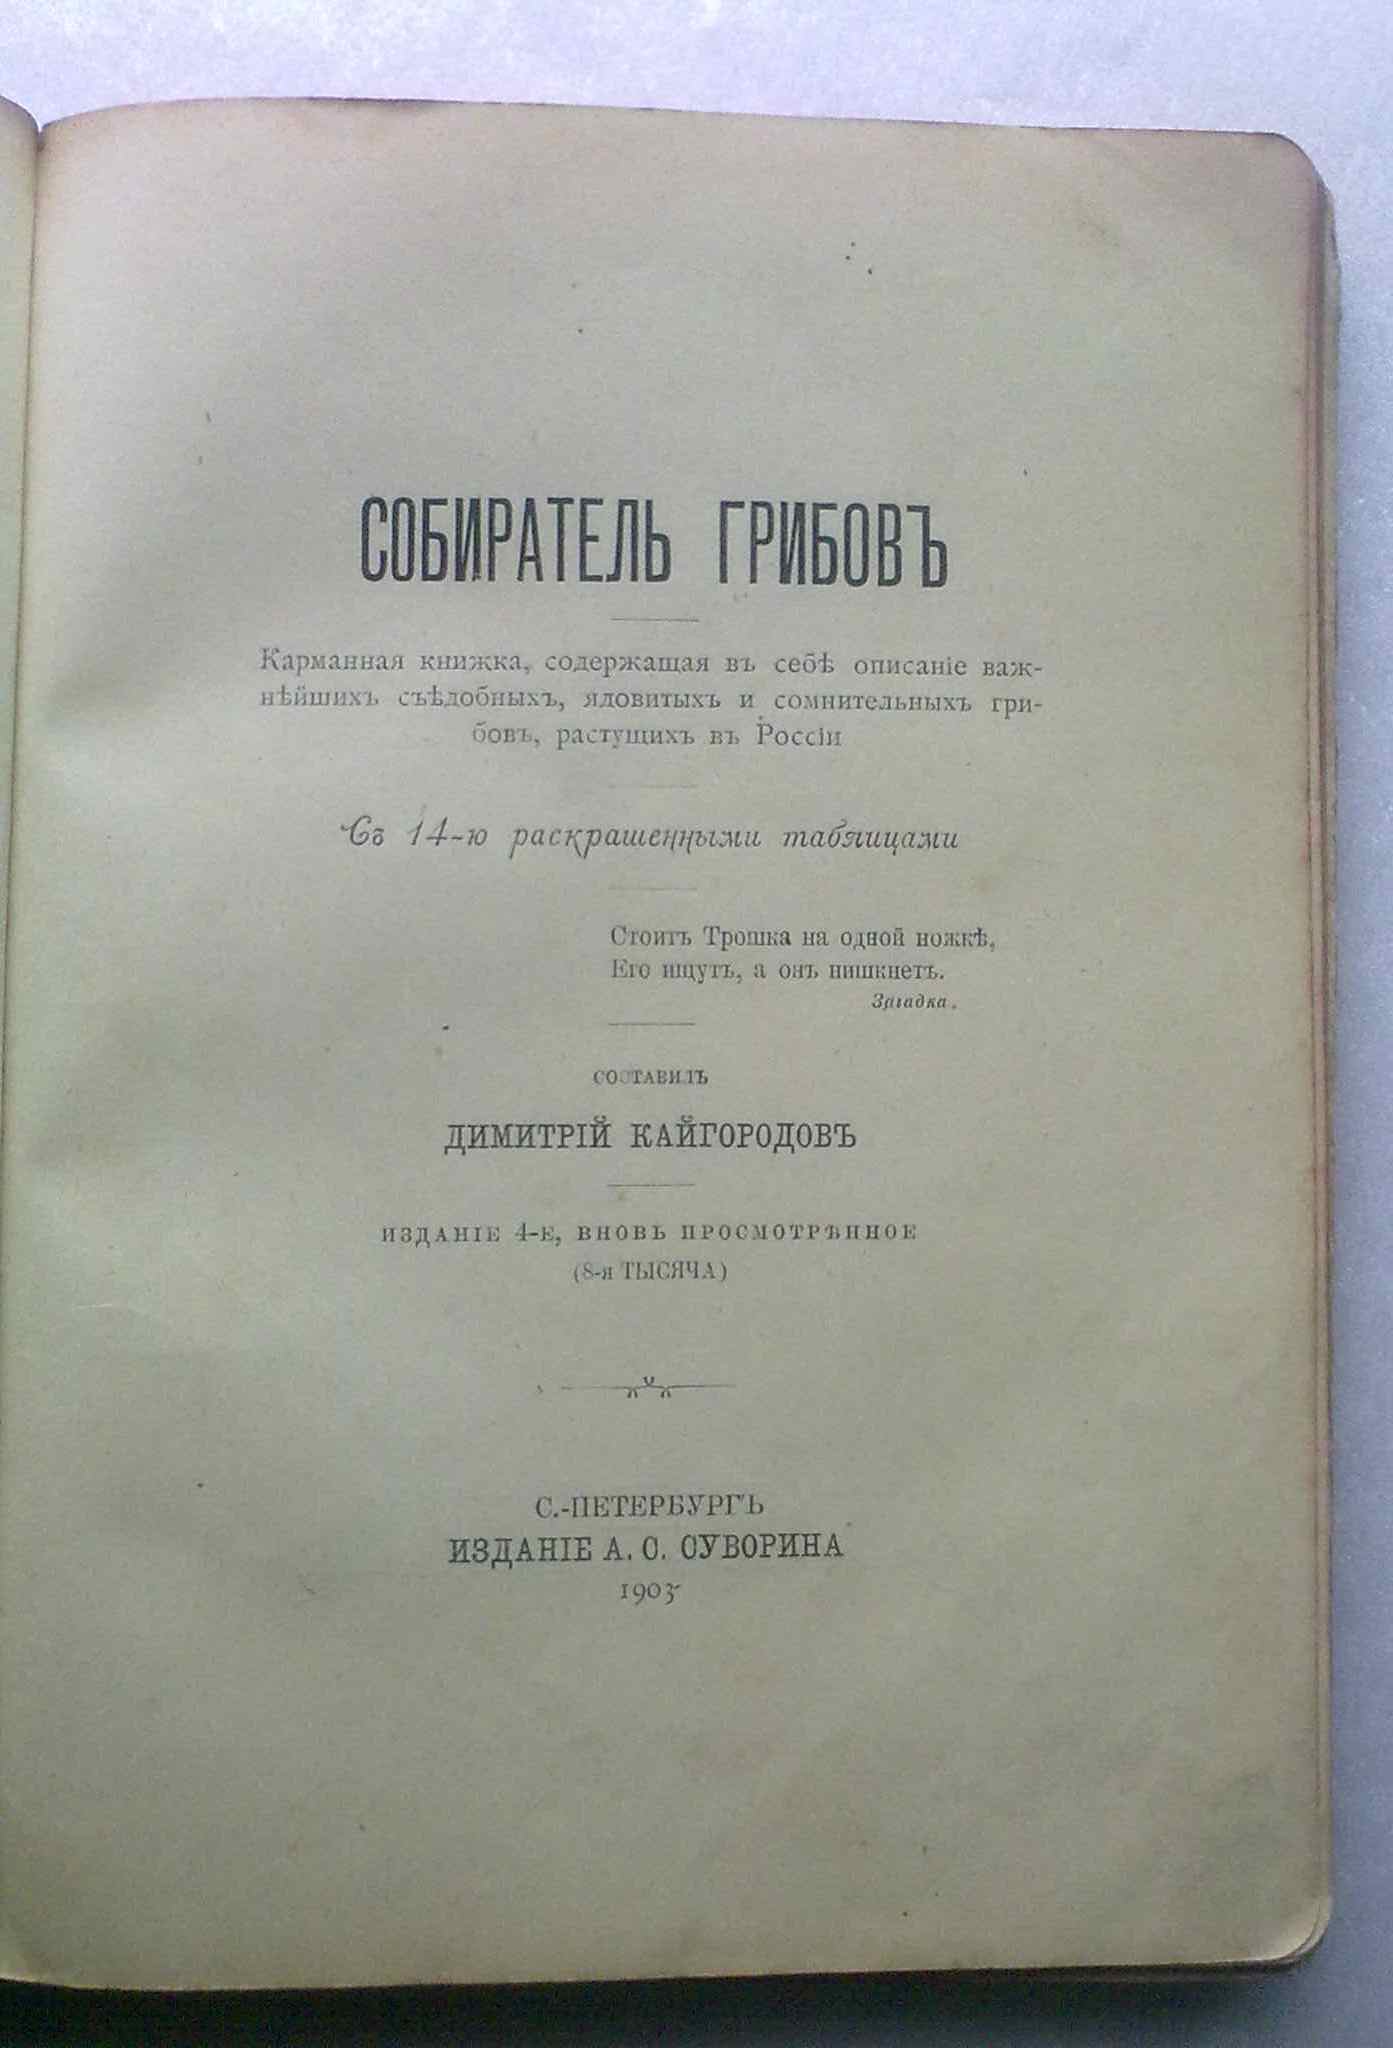 СОБИРАТЕЛЬ ГРИБОВЪ
Карманная книжка, содержащая въ себѣ описаніе важ-
нѣйшихъ съѣдобныхъ, ядовитыхъ и сомнительныхъ гри-
бовъ, растущихъ въ Россіи
Съ 14-ю раскрашенными таблицами
Стоитъ Трошка на одной ножкѣ,
Его ищутъ, а онъ нишкнетъ.
Загадка.
СОСТАВИЛЪ
ДИМИТРІЙ КАЙГОРОДОВЪ
ИЗДАНІЕ 4-Е, ВНОВЬ ПРОСМОТРѢННОЕ
(8-я ТЫСЯЧА)
С.-ПЕТЕРБУРГЪ
ИЗДАНІЕ А. С. СУВОРИНА
1903